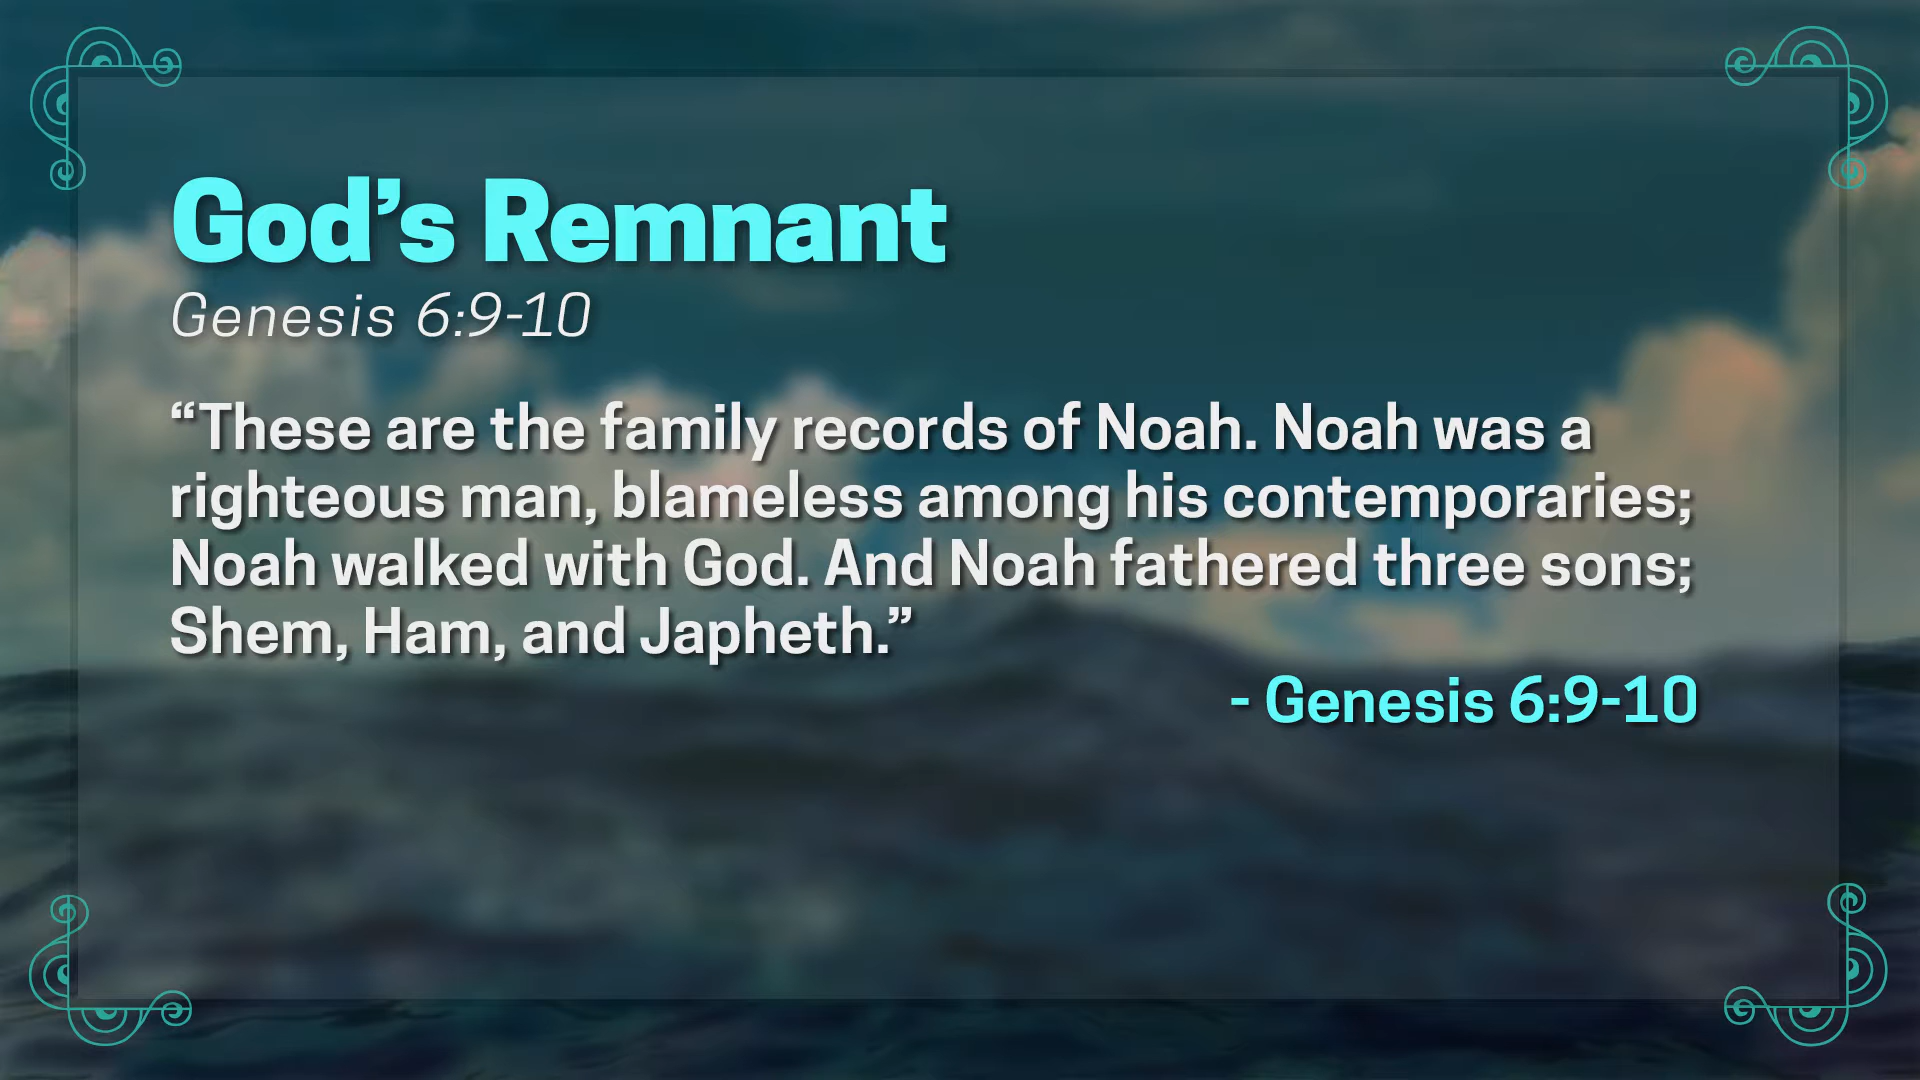 God’s Remnant
Genesis 6:9-10
“These are the family records of Noah. Noah was a
righteous man, blameless among his contemporaries;
Noah walked with God. And Noah fathered three sons;
Shem, Ham, and Japheth.”
- Genesis 6:9-10